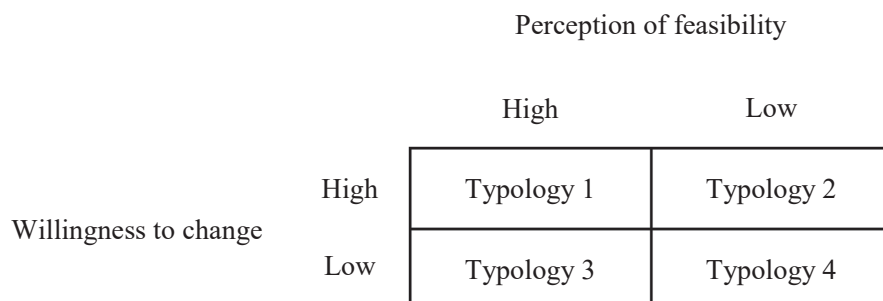 Perception of feasibility
High Low
High Typology 1 Typology 2
Willingness to change
Low Typology 3 Typology 4